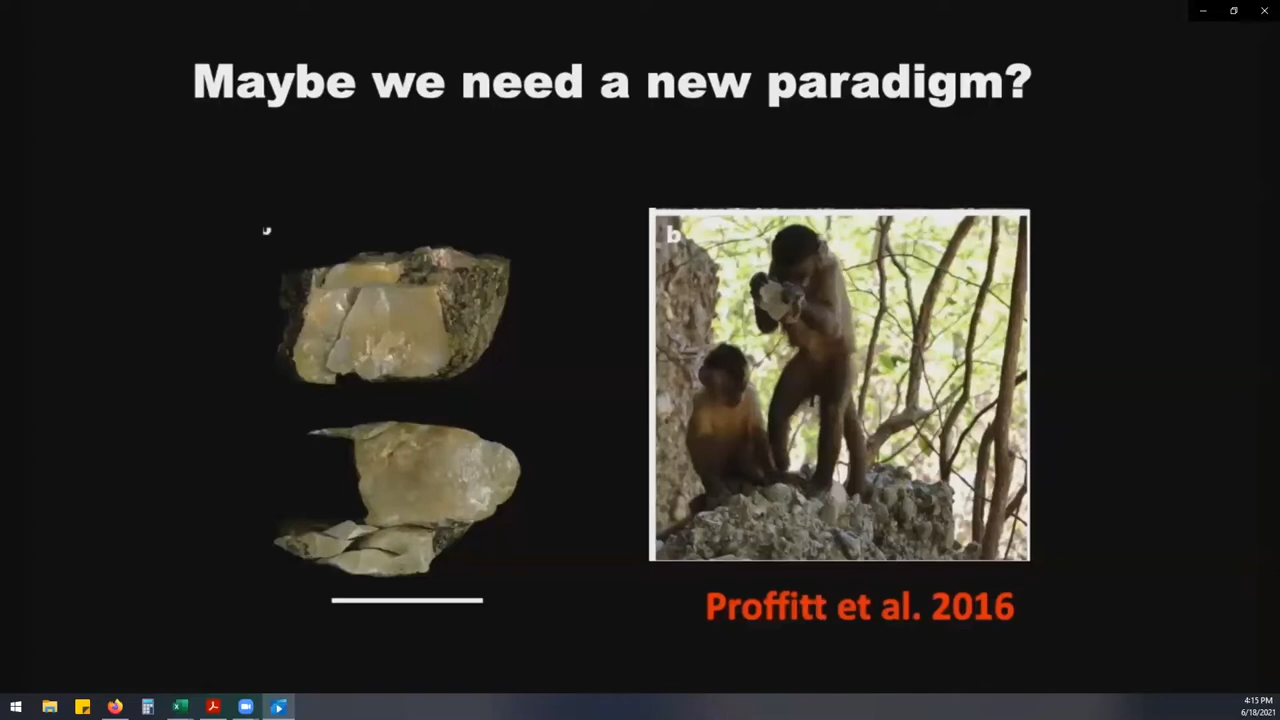 Maybe we need a new paradigm?
b
Proffitt et al. 2016
4:15 PM
6/18/2021